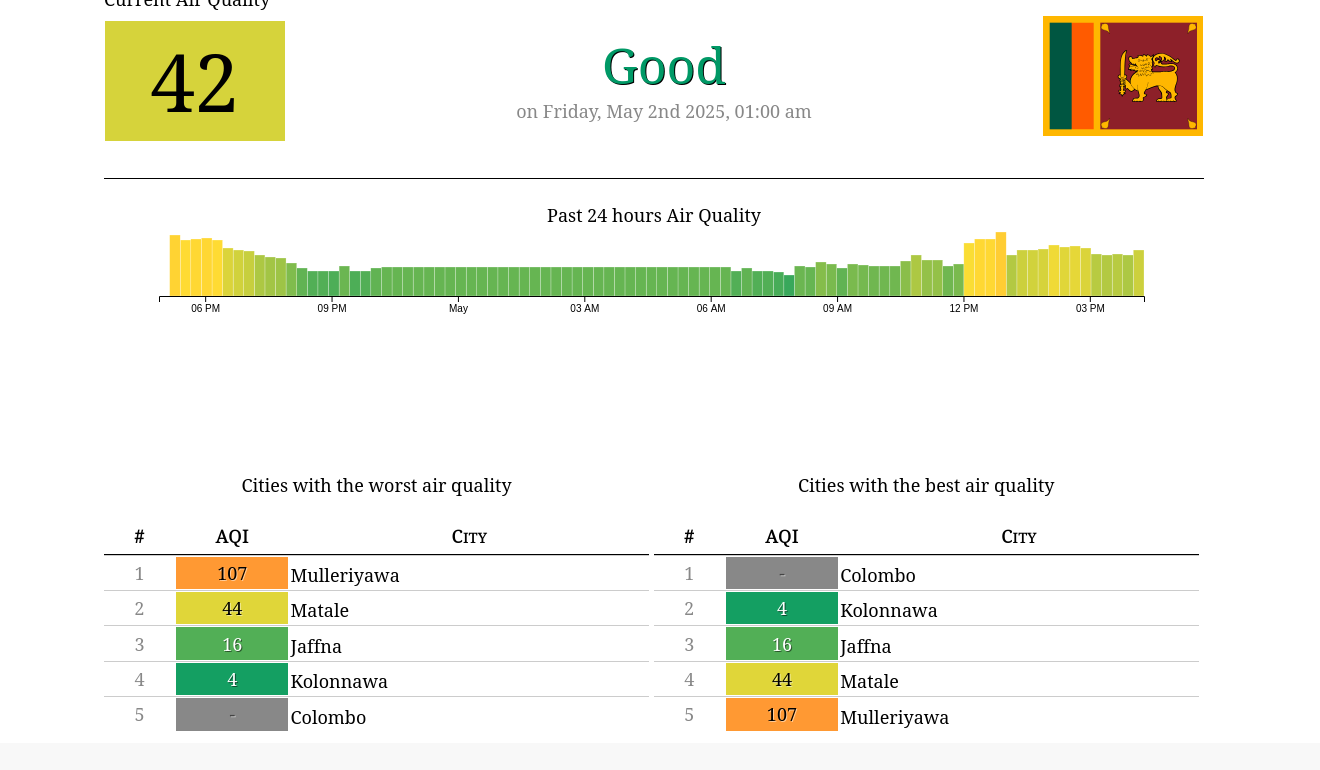 Current Air Quality
42
Good
on Friday, May 2nd 2025, 01:00 am
Past 24 hours Air Quality
06 PM 09 PM May 03 AM 06 AM 09 AM 12 PM 03 PM
Cities with the worst air quality
# AQI City
1 107 Mulleriyawa
2 44 Matale
3 16 Jaffna
4 4 Kolonnawa
5 - Colombo
Cities with the best air quality
# AQI City
1 - Colombo
2 4 Kolonnawa
3 16 Jaffna
4 44 Matale
5 107 Mulleriyawa